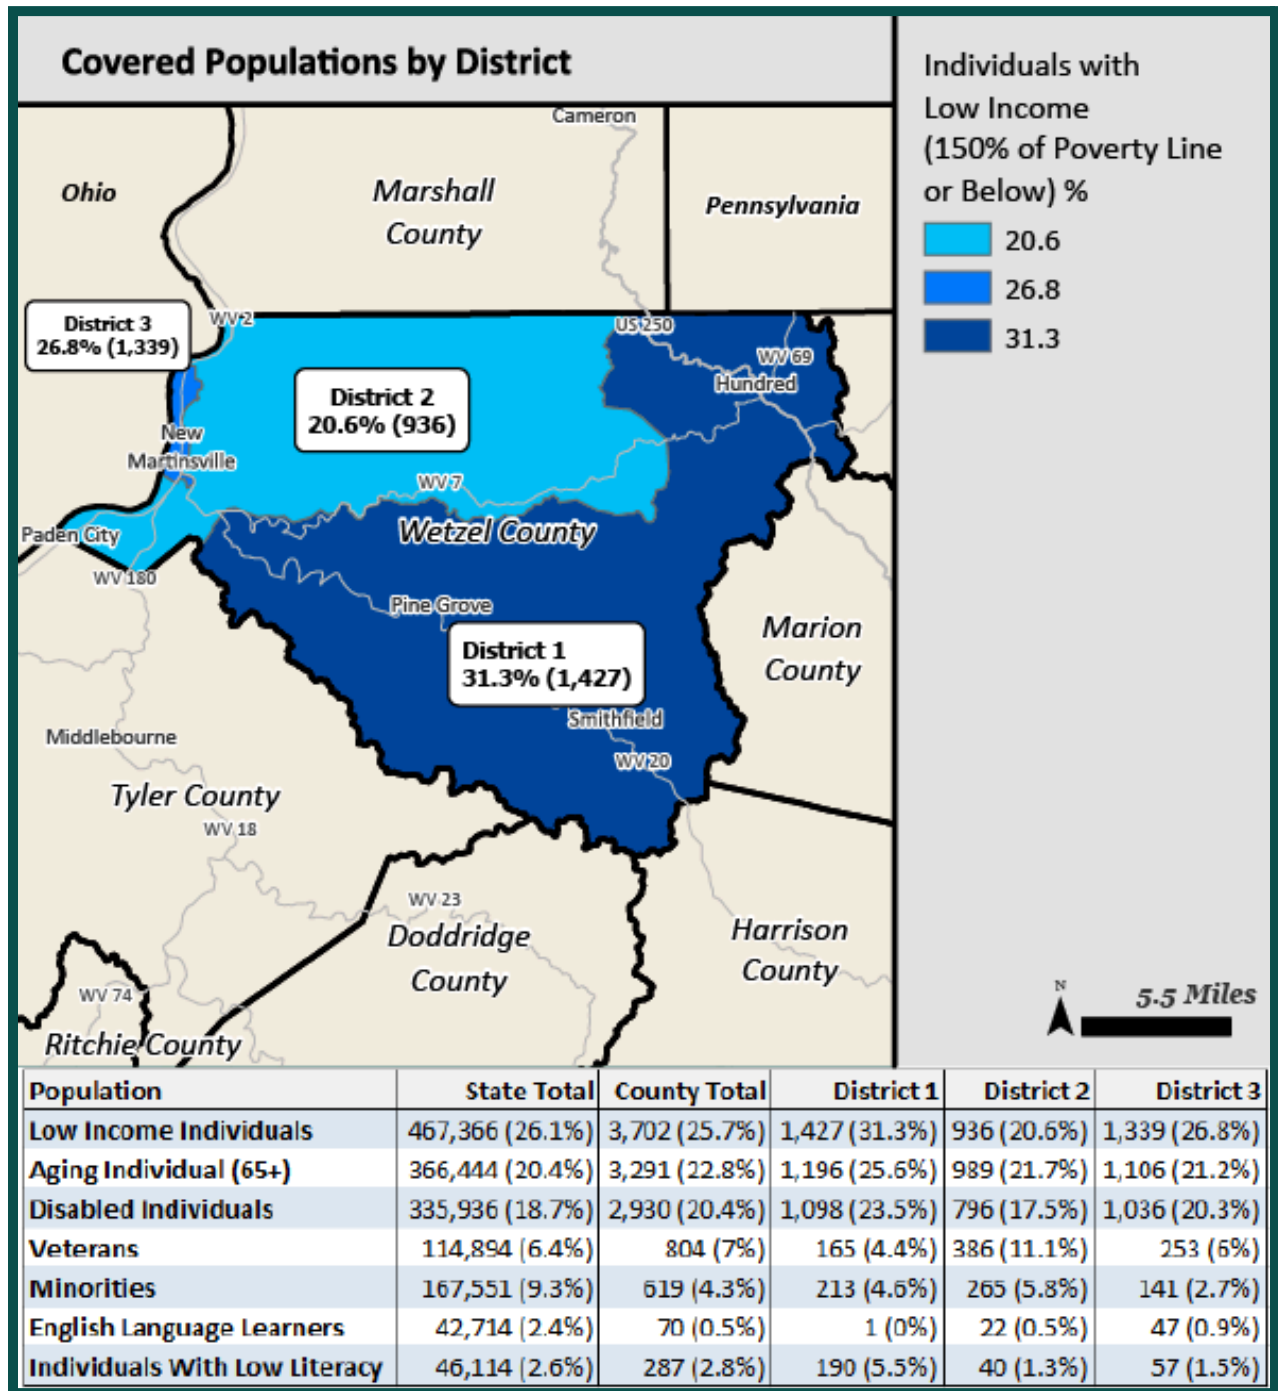 Covered Populations by District
Individuals with
Low Income
(150% of Poverty Line
or Below) %
20.6
26.8
31.3
Cameron
Ohio
Marshall
County
Pennsylvania
District 3
26.8% (1,339)
WV 2
US 250
WV 69
Hundred
District 2
20.6% (936)
New
Martinsville
WV 7
Wetzel County
Paden City
WV 180
Pine Grove
Marion
County
District 1
31.3% (1,427)
Smithfield
WV 20
Middlebourne
Tyler County
WV 18
WV 23
Doddridge
County
Harrison
County
WV 74
Ritchie County
N
5.5 Miles
Population State Total County Total District 1 District 2 District 3
Low Income Individuals 467,366 (26.1%) 3,702 (25.7%) 1,427 (31.3%) 936 (20.6%) 1,339 (26.8%)
Aging Individual (65+) 366,444 (20.4%) 3,291 (22.8%) 1,196 (25.6%) 989 (21.7%) 1,106 (21.2%)
Disabled Individuals 335,936 (18.7%) 2,930 (20.4%) 1,098 (23.5%) 796 (17.5%) 1,036 (20.3%)
Veterans 114,894 (6.4%) 804 (7%) 165 (4.4%) 386 (11.1%) 253 (6%)
Minorities 167,551 (9.3%) 619 (4.3%) 213 (4.6%) 265 (5.8%) 141 (2.7%)
English Language Learners 42,714 (2.4%) 70 (0.5%) 1 (0%) 22 (0.5%) 47 (0.9%)
Individuals With Low Literacy 46,114 (2.6%) 287 (2.8%) 190 (5.5%) 40 (1.3%) 57 (1.5%)